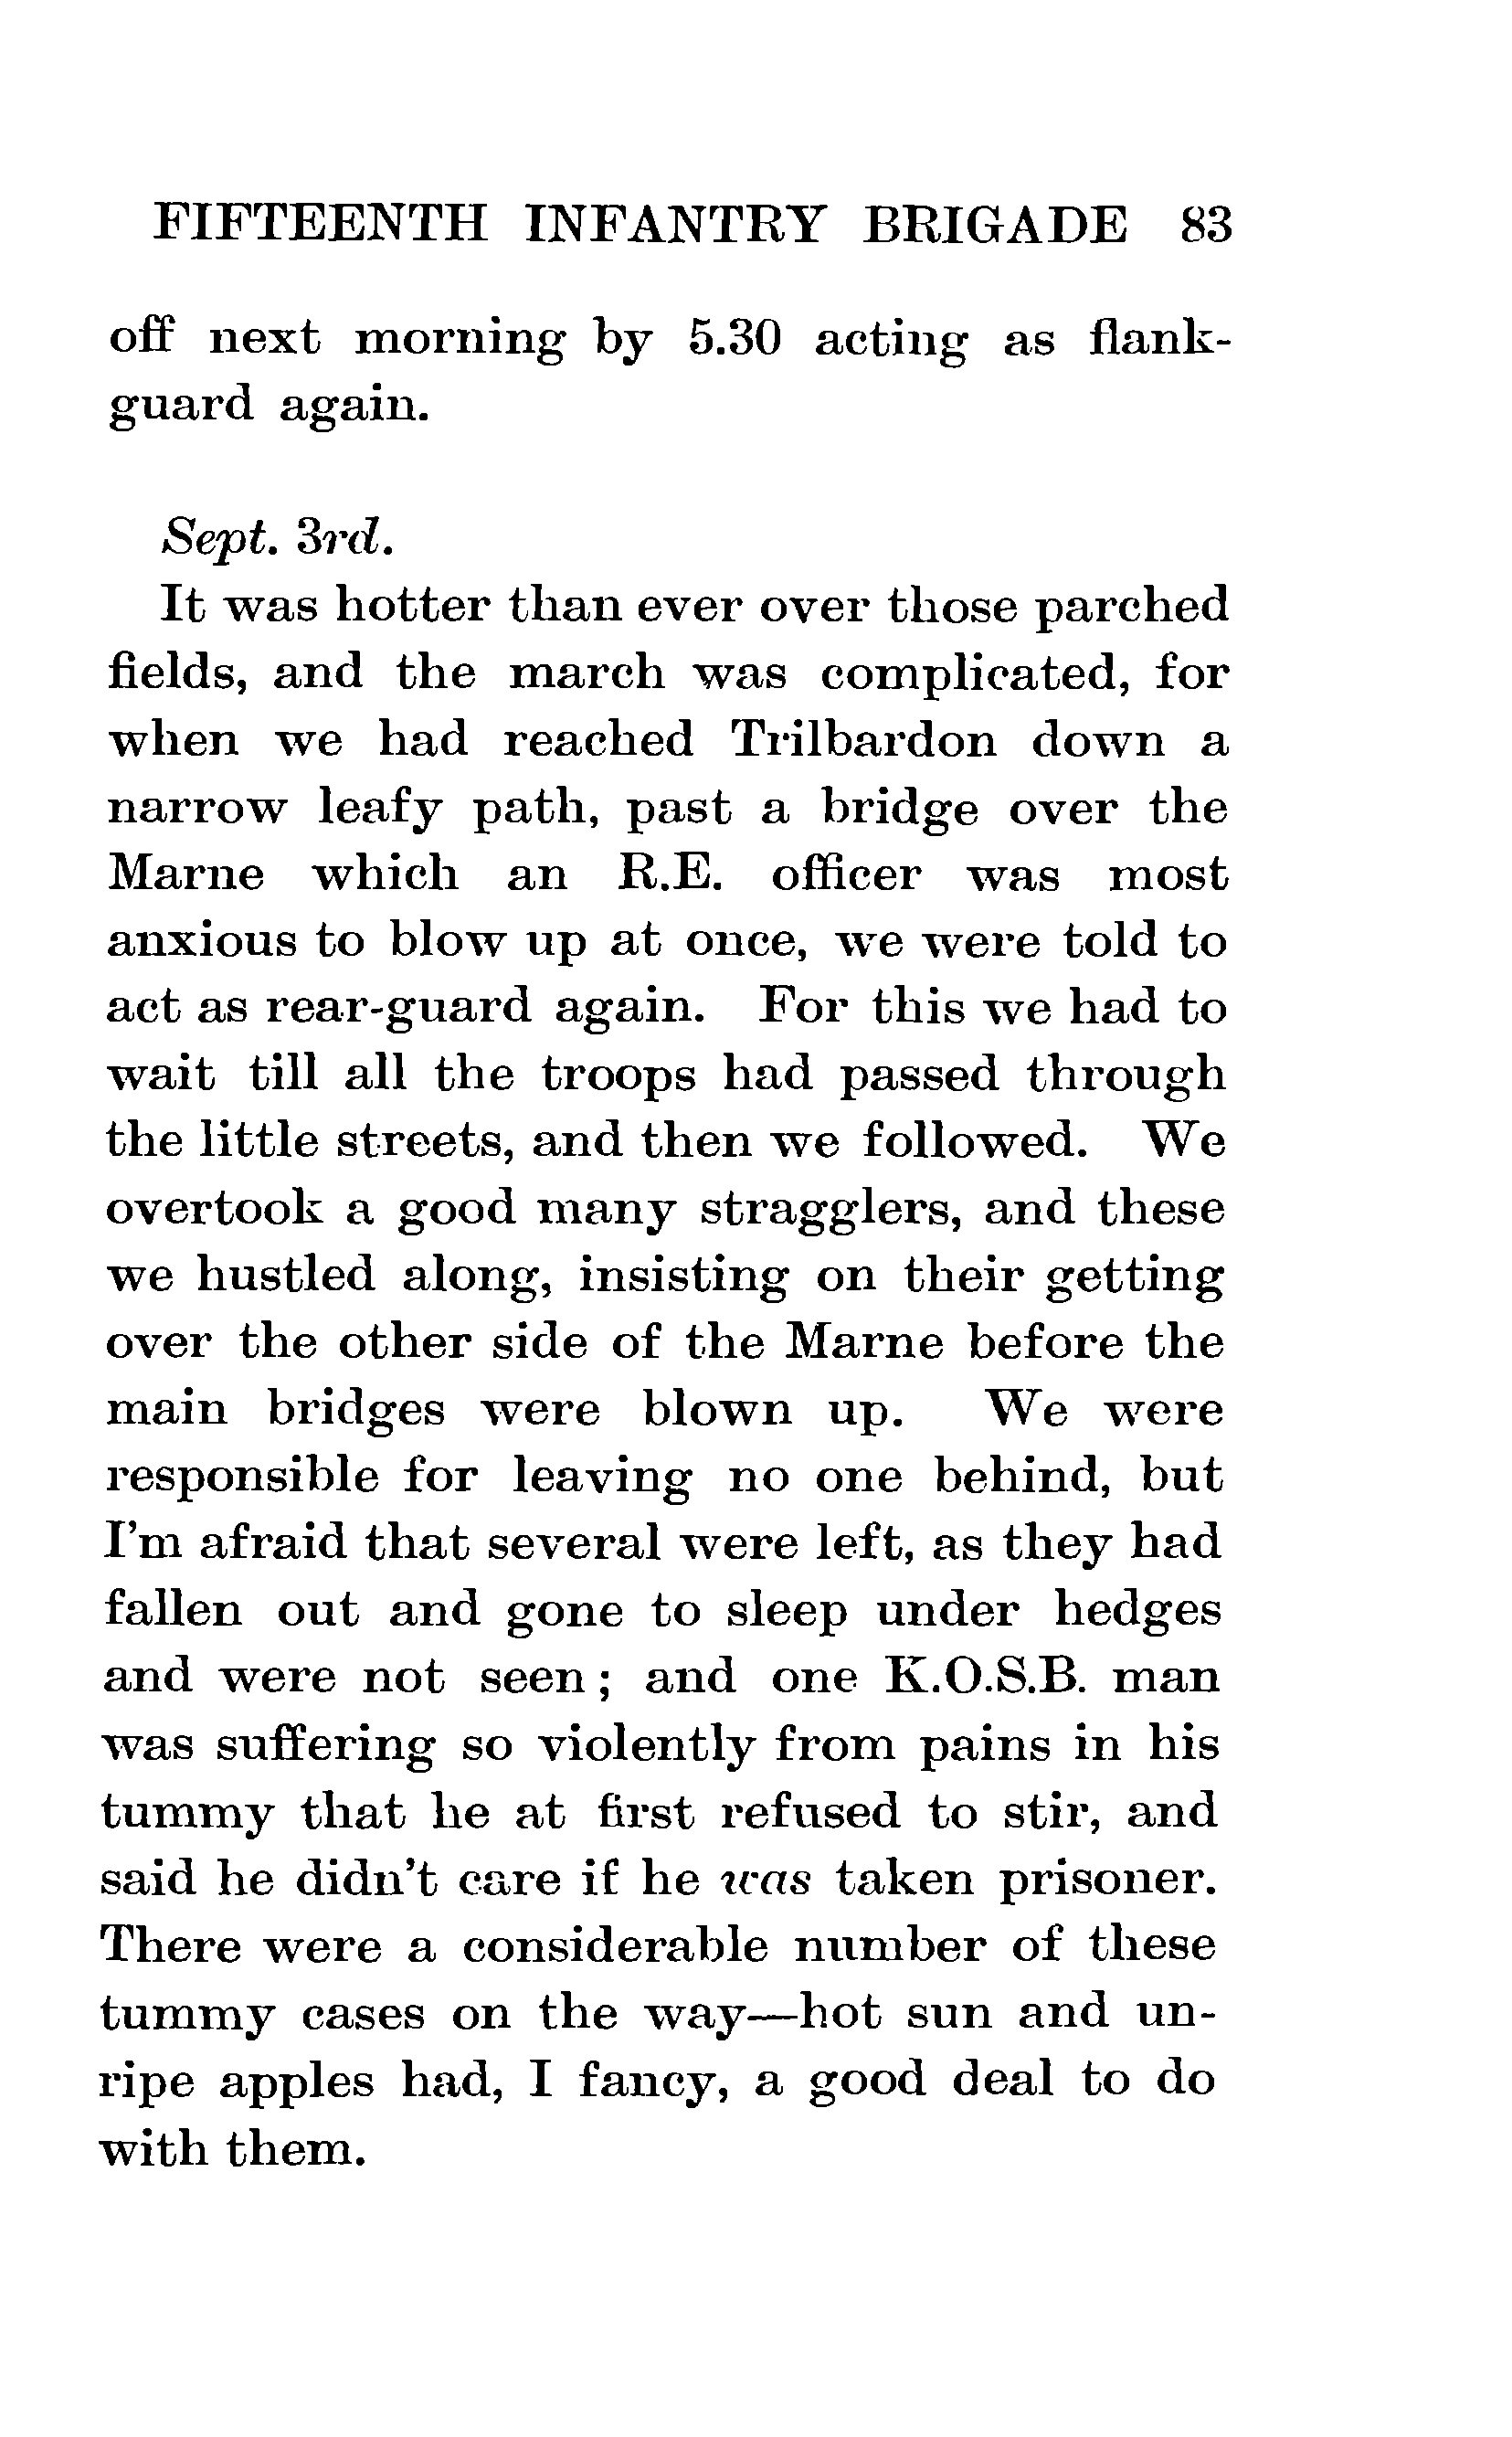 FIFTEENTH INFANTRY BRIGADE 83
off next morning by 5.30 acting as flank-
guard again.
Sept. 3rd.
It was hotter than ever over those parched
fields, and the march was complicated, for
when we had reached Trilbardon down a
narrow leafy path, past a bridge over the
Marne which an R.E. officer was most
anxious to blow up at once, we were told to
act as rear-guard again. For this we had to
wait till all the troops had passed through
the little streets, and then we followed. We
overtook a good many stragglers, and these
we hustled along, insisting on their getting
over the other side of the Marne before the
main bridges were blown up. We were
responsible for leaving no one behind, but
I'm afraid that several were left, as they had
fallen out and gone to sleep under hedges
and were not seen; and one K.O.S.B. man
was suffering so violently from pains in his
tummy that he at first refused to stir, and
said he didn't care if he was taken prisoner.
There were a considerable number of these
tummy cases on the way—hot sun and un-
ripe apples had, I fancy, a good deal to do
with them.